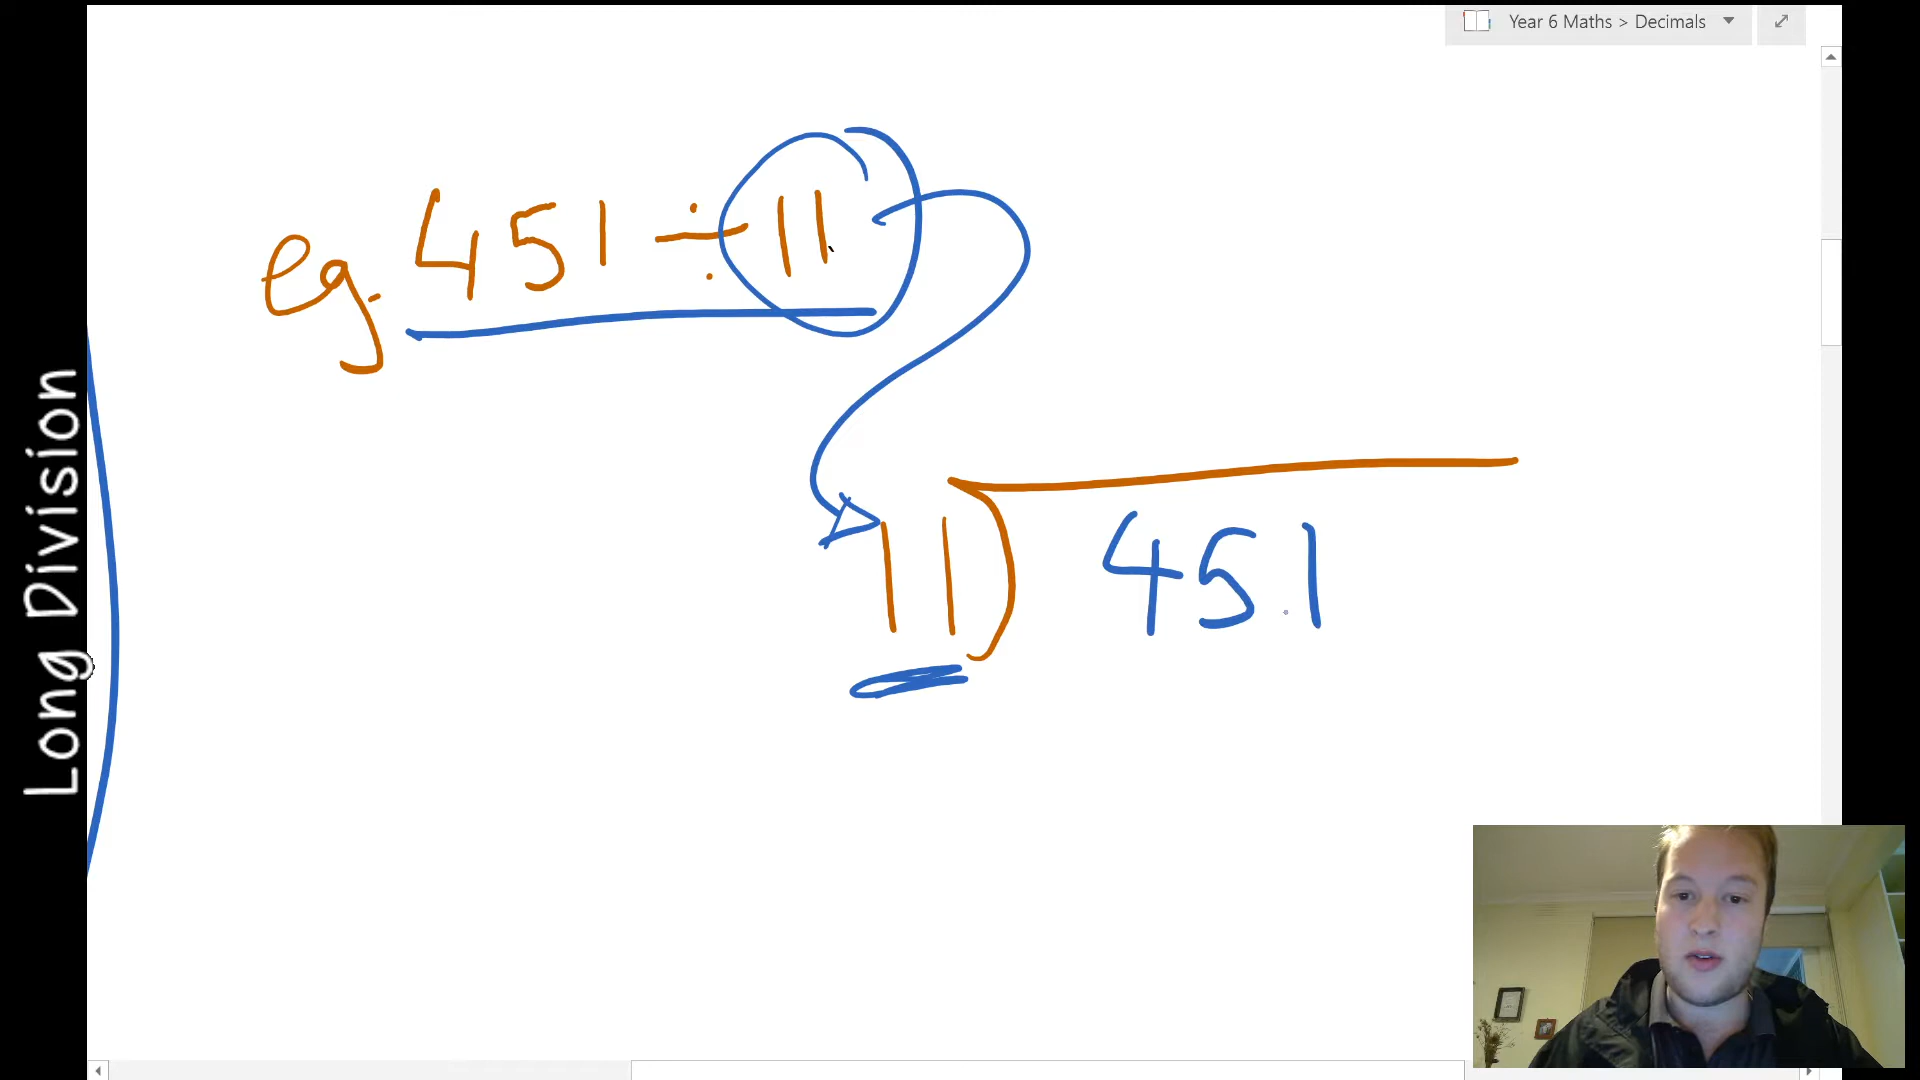 Year 6 Maths > Decimals
eg. 451 ÷ 11
11) 451
Long Division